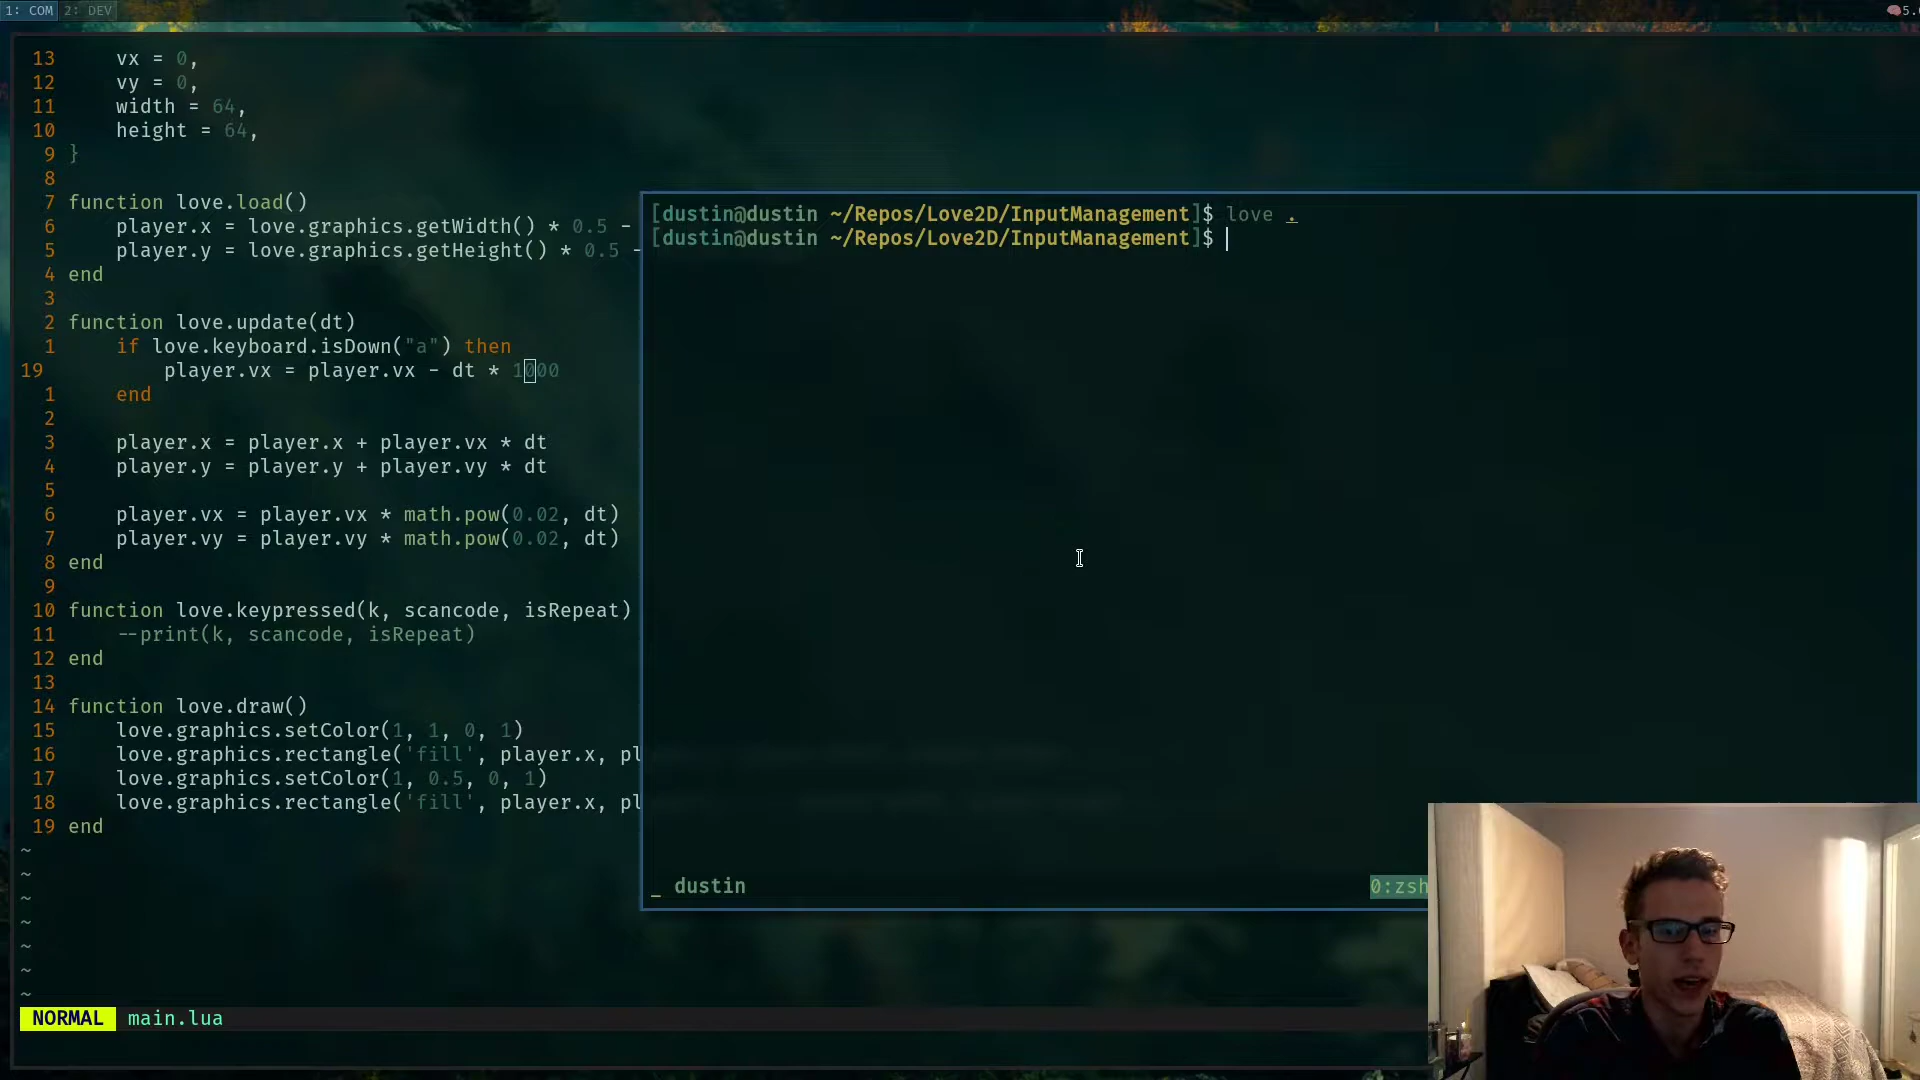 1: COM 2: DEV
5.
13 vx = 0,
12 vy = 0,
11 width = 64,
10 height = 64,
9 }
8
7 function love.load()
6 player.x = love.graphics.getWidth() * 0.5 -
5 player.y = love.graphics.getHeight() * 0.5 -
4 end
3
2 function love.update(dt)
1 if love.keyboard.isDown("a") then
19 player.vx = player.vx - dt * 1000
1 end
2
3 player.x = player.x + player.vx * dt
4 player.y = player.y + player.vy * dt
5
6 player.vx = player.vx * math.pow(0.02, dt)
7 player.vy = player.vy * math.pow(0.02, dt)
8 end
9
10 function love.keypressed(k, scancode, isRepeat)
11 --print(k, scancode, isRepeat)
12 end
13
14 function love.draw()
15 love.graphics.setColor(1, 1, 0, 1)
16 love.graphics.rectangle('fill', player.x, pl
17 love.graphics.setColor(1, 0.5, 0, 1)
18 love.graphics.rectangle('fill', player.x, pl
19 end
~
~
~
~
~
~
~
NORMAL main.lua
[dustin@dustin ~/Repos/Love2D/InputManagement]$ love .
[dustin@dustin ~/Repos/Love2D/InputManagement]$
_ dustin
0:zsh